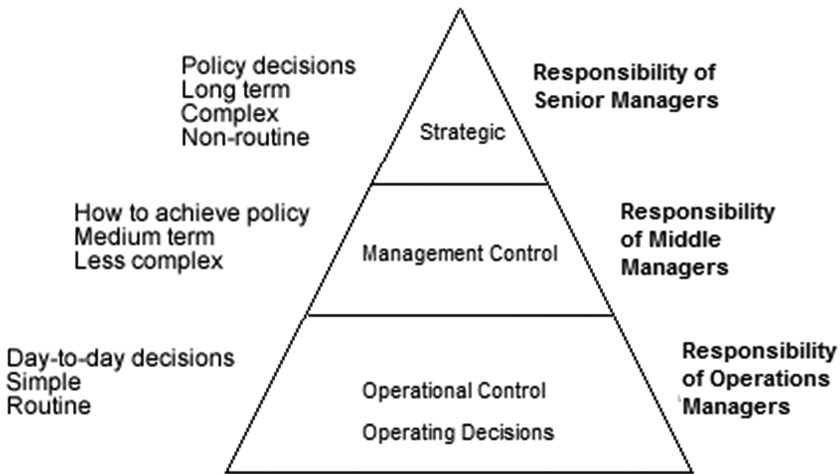 Policy decisions
Long term
Complex
Non-routine
Strategic
Responsibility of
Senior Managers
How to achieve policy
Medium term
Less complex
Management Control
Responsibility
of Middle
Managers
Day-to-day decisions
Simple
Routine
Operational Control
Operating Decisions
Responsibility
of Operations
Managers